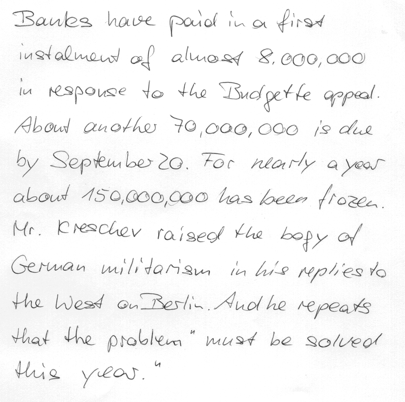 Banks have paid in a first
instalment of almost 8.000,000
in response to the Budgette appeal.
About another 70,000,000 is due
by September 20. For nearly a year
about 150,000,000 has been frozen.
Mr. Kreschev raised the bogy of
German militarism in his replies to
the West on Berlin. And he repeats
that the problem "must be solved
this year."